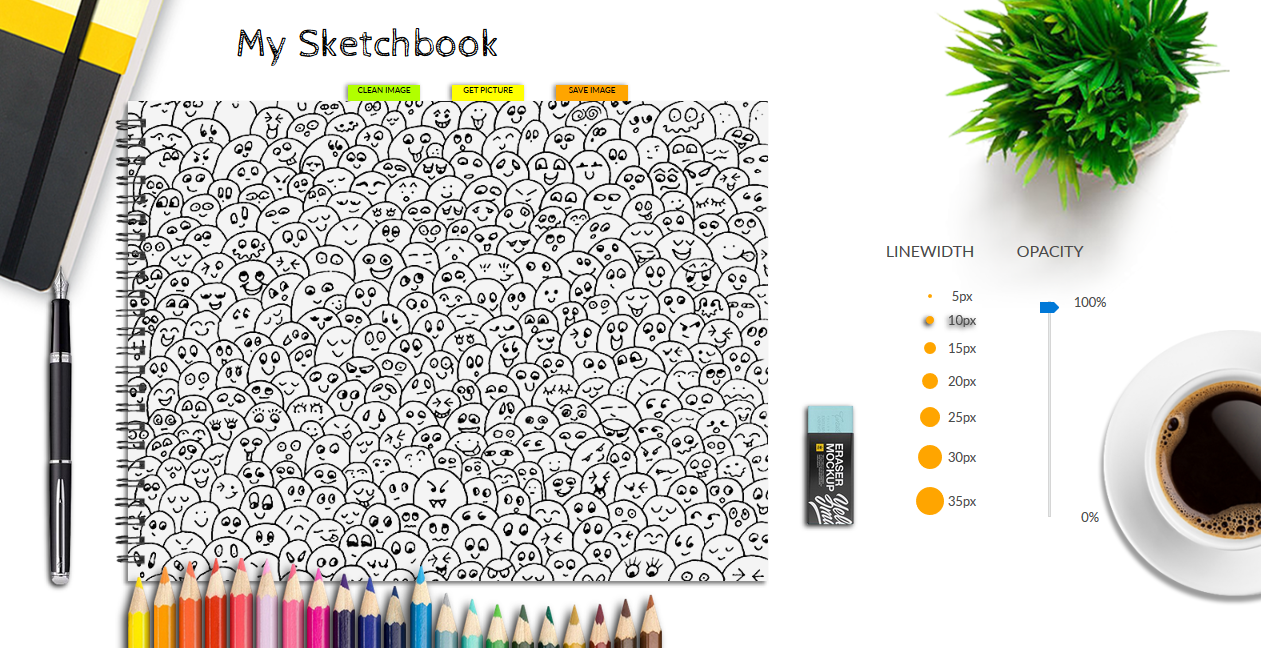 My Sketchbook
CLEAN IMAGE
GET PICTURE
SAVE IMAGE
LINEWIDTH
OPACITY
5px
10px
15px
20px
25px
30px
35px
100%
0%
ERASER
MOCKUP